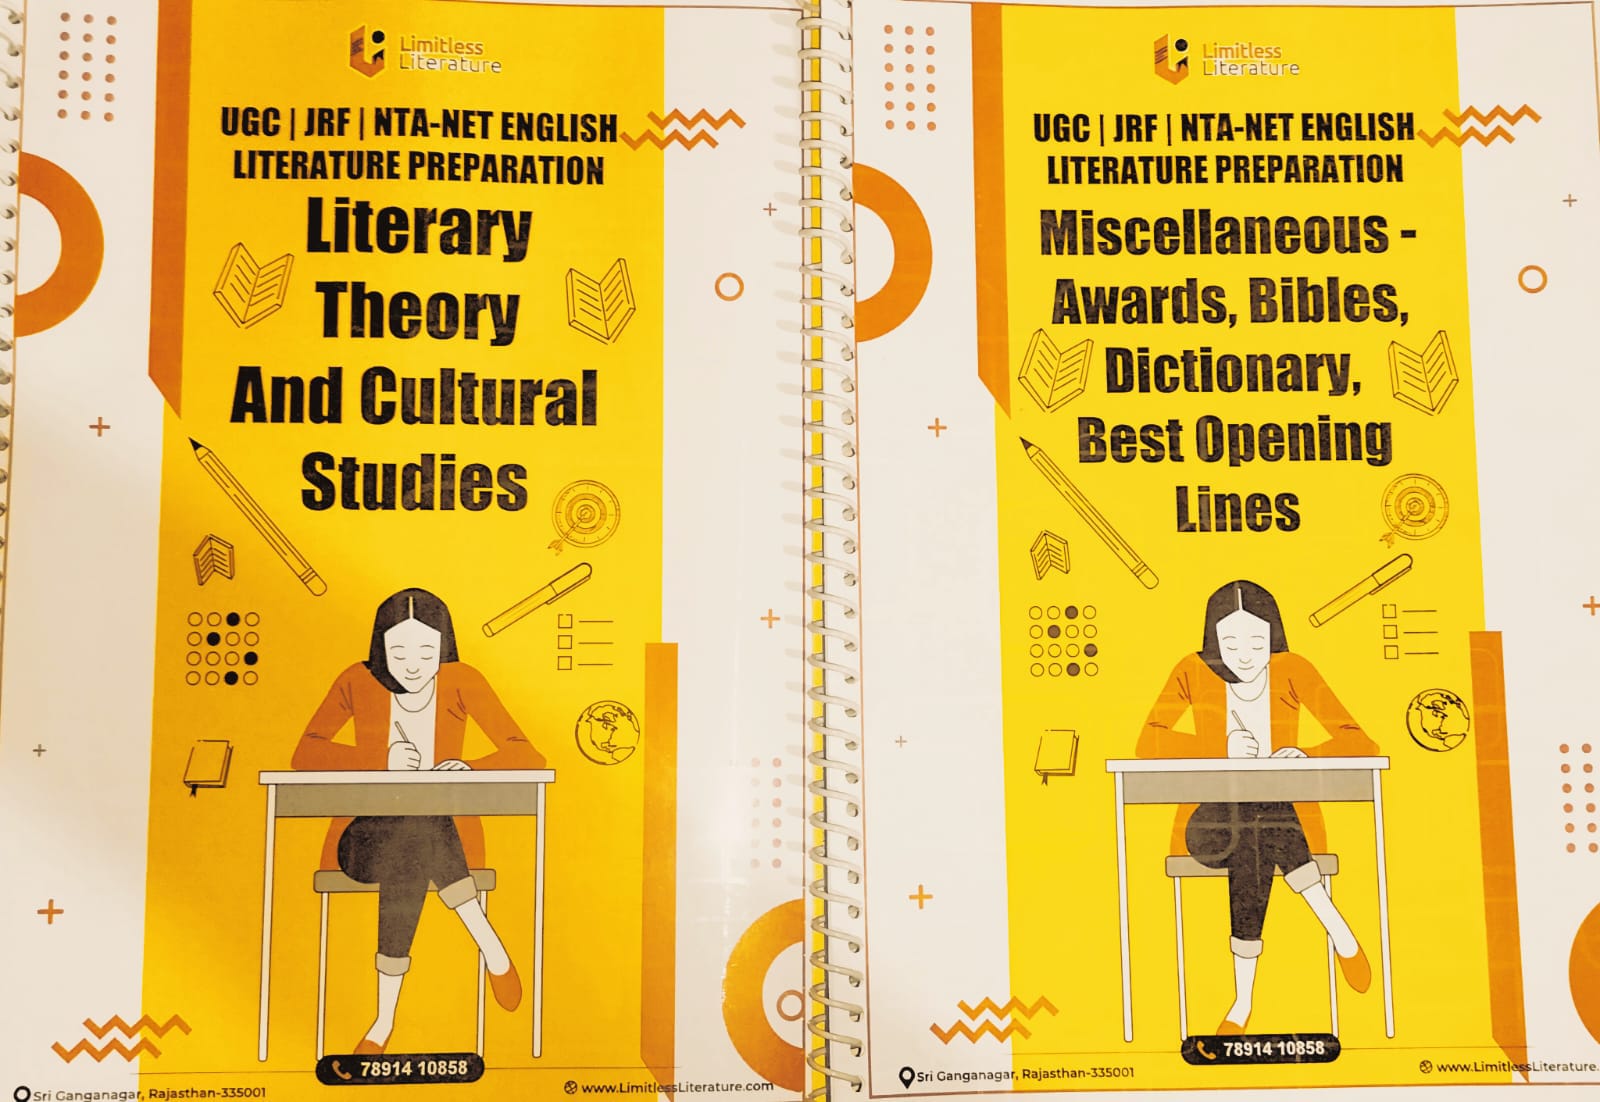 Limitless
Literature
UGC | JRF | NTA-NET ENGLISH
LITERATURE PREPARATION
Literary
Theory
And Cultural
Studies
78914 10858
Sri Ganganagar, Rajasthan-335001
www.LimitlessLiterature.com
Limitless
Literature
UGC | JRF | NTA-NET ENGLISH
LITERATURE PREPARATION
Miscellaneous -
Awards, Bibles,
Dictionary,
Best Opening
Lines
78914 10858
Sri Ganganagar, Rajasthan-335001
www.LimitlessLiterature.